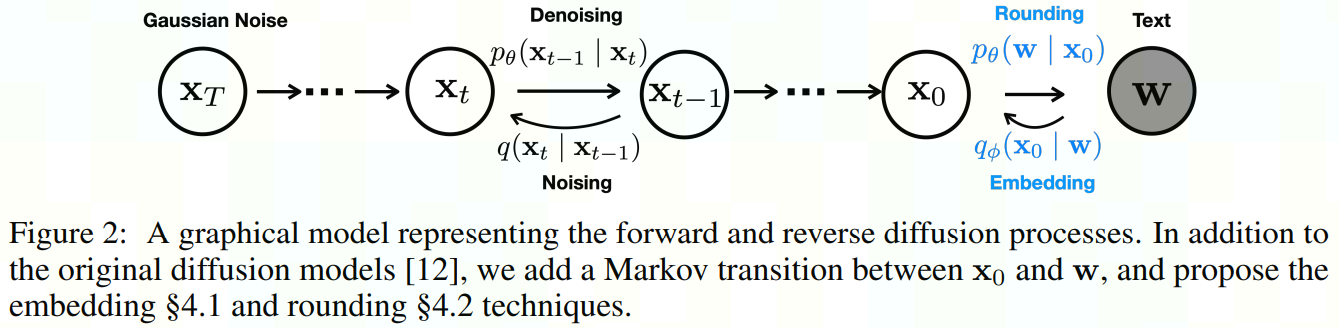 Gaussian Noise
Denoising
Rounding
Text
pθ(xt−1 | xt)
pθ(w | x0)
xT
xt
xt−1
x0
w
q(xt | xt−1)
qϕ(x0 | w)
Noising
Embedding
Figure 2: A graphical model representing the forward and reverse diffusion processes. In addition to
the original diffusion models [12], we add a Markov transition between x0 and w, and propose the
embedding §4.1 and rounding §4.2 techniques.